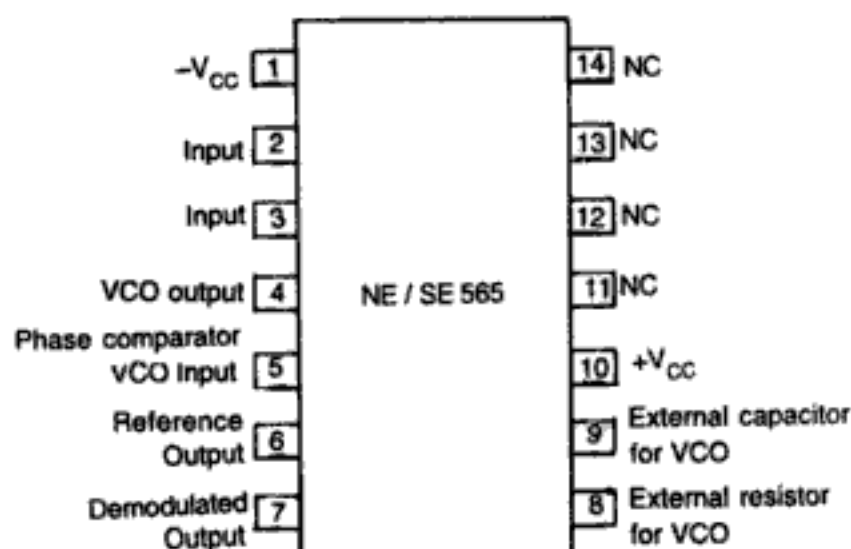 –V_CC 1
Input 2
Input 3
VCO output 4
Phase comparator
VCO Input 5
Reference
Output 6
Demodulated
Output 7
NE / SE 565
14 NC
13 NC
12 NC
11 NC
10 +V_CC
9 External capacitor
for VCO
8 External resistor
for VCO